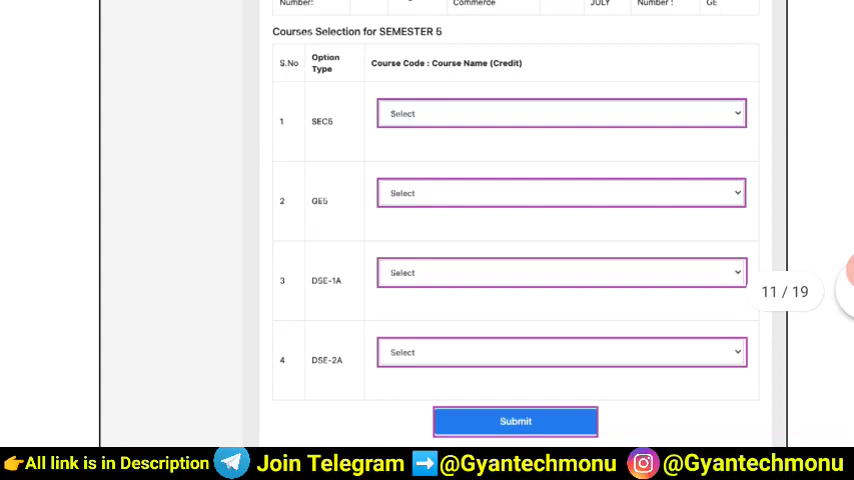 Number:
Commerce
JULY
Number :
GE
Courses Selection for SEMESTER 5
S.No
Option Type
Course Code : Course Name (Credit)
1
SEC5
Select
2
GE5
Select
3
DSE-1A
Select
11 / 19
4
DSE-2A
Select
Submit
👉All link is in Description
Join Telegram ➡️@Gyantechmonu
@Gyantechmonu